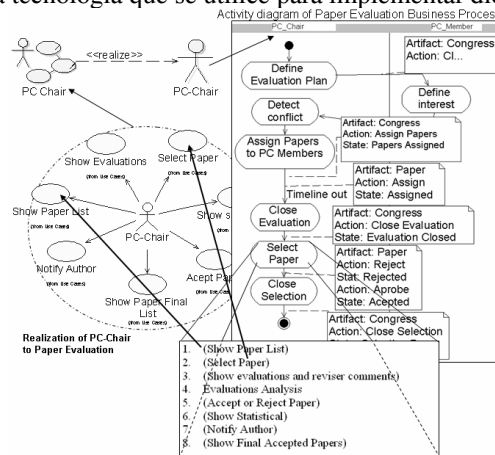 tecnología que se utilice para implementar
Activity diagram of Paper Evaluation Business
PC_Chair
PC_Member
<<realize>>
PC Chair
PC-Chair
Define
Evaluation Plan
Artifact: Congress
Action: Cl...
Define
interest
Detect
conflict
Assign Papers
to PC Members
Artifact: Congress
Action: Assign Papers
State: Papers Assigned
Artifact: Paper
Action: Assign
State: Assigned
Timeline out
Close
Evaluation
Artifact: Congress
Action: Close Evaluation
State: Evaluation Closed
Select
Paper
Artifact: Paper
Action: Reject
Stat: Rejected
Action: Aprobe
State: Acepted
Close
Selection
Artifact: Congress
Action: Close Selection
Show Evaluations
(from Use Cases)
Select Paper
(from Use Cases)
Show Paper List
(from Use Cases)
Show s
PC-Chair
Notify Author
(from Use Cases)
Acept Pap
(from Use Cases)
Show Paper Final
List
(from Use Cases)
Realization of PC-Chair
to Paper Evaluation
1. (Show Paper List)
2. (Select Paper)
3. (Show evaluations and reviser comments)
4. Evaluations Analysis
5. (Accept or Reject Paper)
6. (Show Statistical)
7. (Notify Author)
8. (Show Final Accepted Papers)